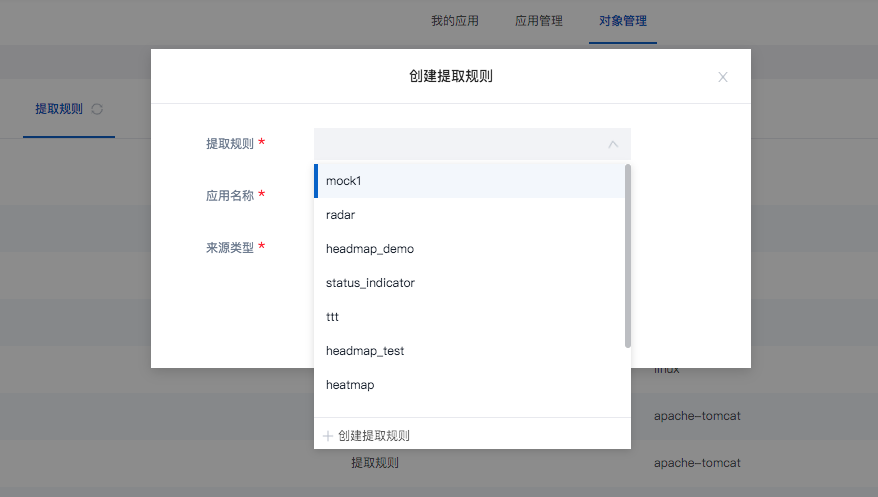 我的应用 应用管理 对象管理
创建提取规则
提取规则
提取规则 *
mock1
应用名称 *
radar
来源类型 *
headmap_demo
status_indicator
ttt
headmap_test
linux
heatmap
apache-tomcat
创建提取规则
提取规则 apache-tomcat